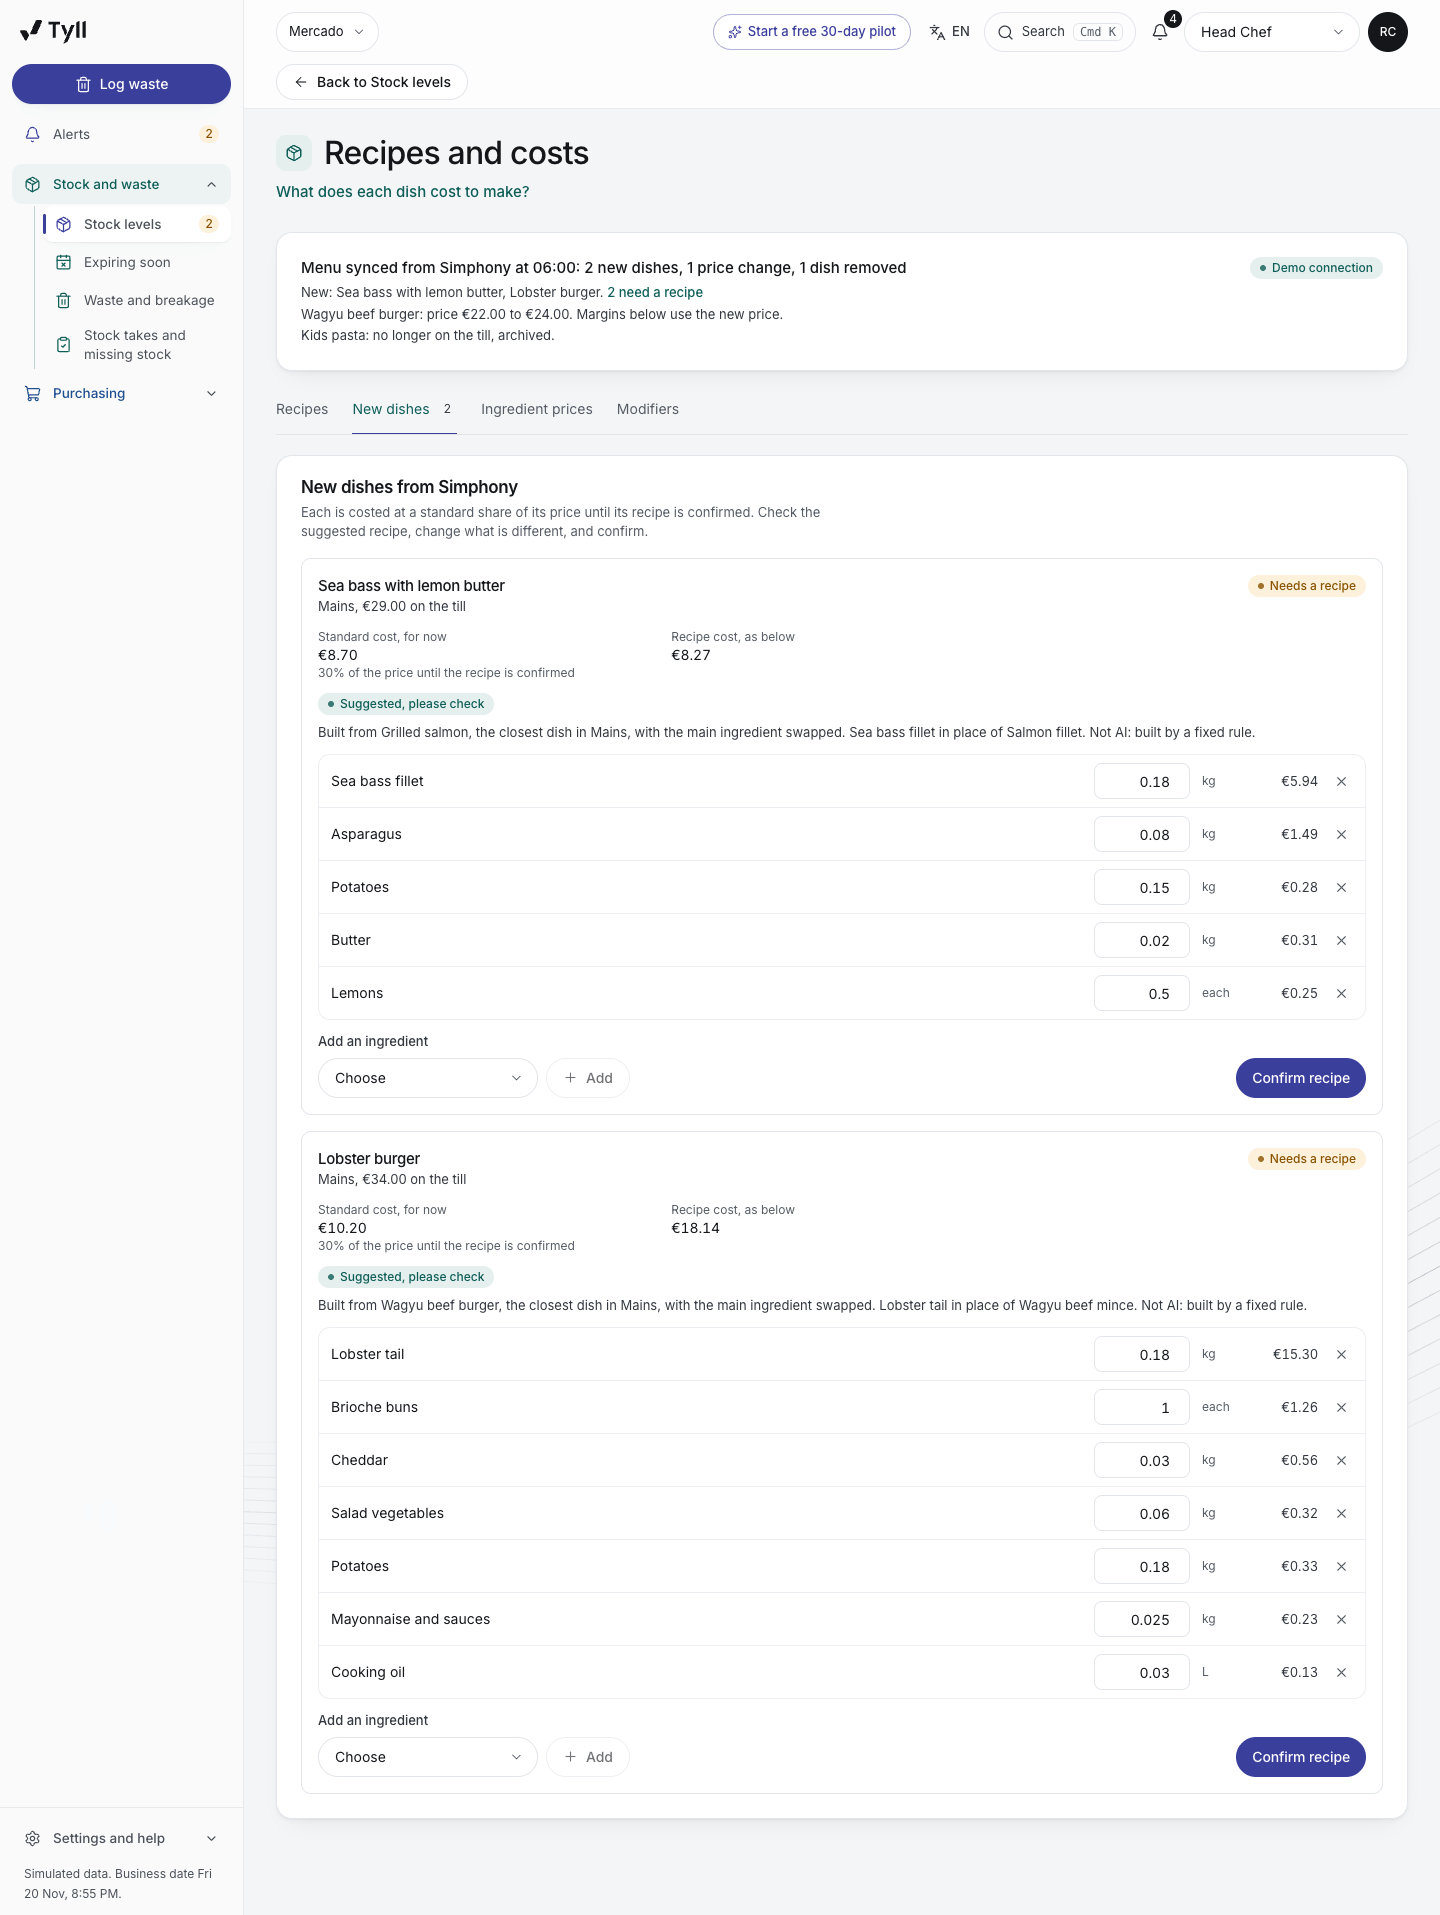 Tyll
Log waste
Alerts 2
Stock and waste
Stock levels 2
Expiring soon
Waste and breakage
Stock takes and
missing stock
Purchasing
Settings and help
Simulated data. Business date Fri
20 Nov, 8:55 PM.
Mercado
Start a free 30-day pilot
EN
Search Cmd K
4
Head Chef
RC
Back to Stock levels
Recipes and costs
What does each dish cost to make?
Menu synced from Simphony at 06:00: 2 new dishes, 1 price change, 1 dish removed
Demo connection
New: Sea bass with lemon butter, Lobster burger. 2 need a recipe
Wagyu beef burger: price €22.00 to €24.00. Margins below use the new price.
Kids pasta: no longer on the till, archived.
Recipes New dishes 2 Ingredient prices Modifiers
New dishes from Simphony
Each is costed at a standard share of its price until its recipe is confirmed. Check the
suggested recipe, change what is different, and confirm.
Sea bass with lemon butter
Needs a recipe
Mains, €29.00 on the till
Standard cost, for now Recipe cost, as below
€8.70 €8.27
30% of the price until the recipe is confirmed
Suggested, please check
Built from Grilled salmon, the closest dish in Mains, with the main ingredient swapped. Sea bass fillet in place of Salmon fillet. Not AI: built by a fixed rule.
Sea bass fillet 0.18 kg €5.94
Asparagus 0.08 kg €1.49
Potatoes 0.15 kg €0.28
Butter 0.02 kg €0.31
Lemons 0.5 each €0.25
Add an ingredient
Choose Add Confirm recipe
Lobster burger
Needs a recipe
Mains, €34.00 on the till
Standard cost, for now Recipe cost, as below
€10.20 €18.14
30% of the price until the recipe is confirmed
Suggested, please check
Built from Wagyu beef burger, the closest dish in Mains, with the main ingredient swapped. Lobster tail in place of Wagyu beef mince. Not AI: built by a fixed rule.
Lobster tail 0.18 kg €15.30
Brioche buns 1 each €1.26
Cheddar 0.03 kg €0.56
Salad vegetables 0.06 kg €0.32
Potatoes 0.18 kg €0.33
Mayonnaise and sauces 0.025 kg €0.23
Cooking oil 0.03 L €0.13
Add an ingredient
Choose Add Confirm recipe